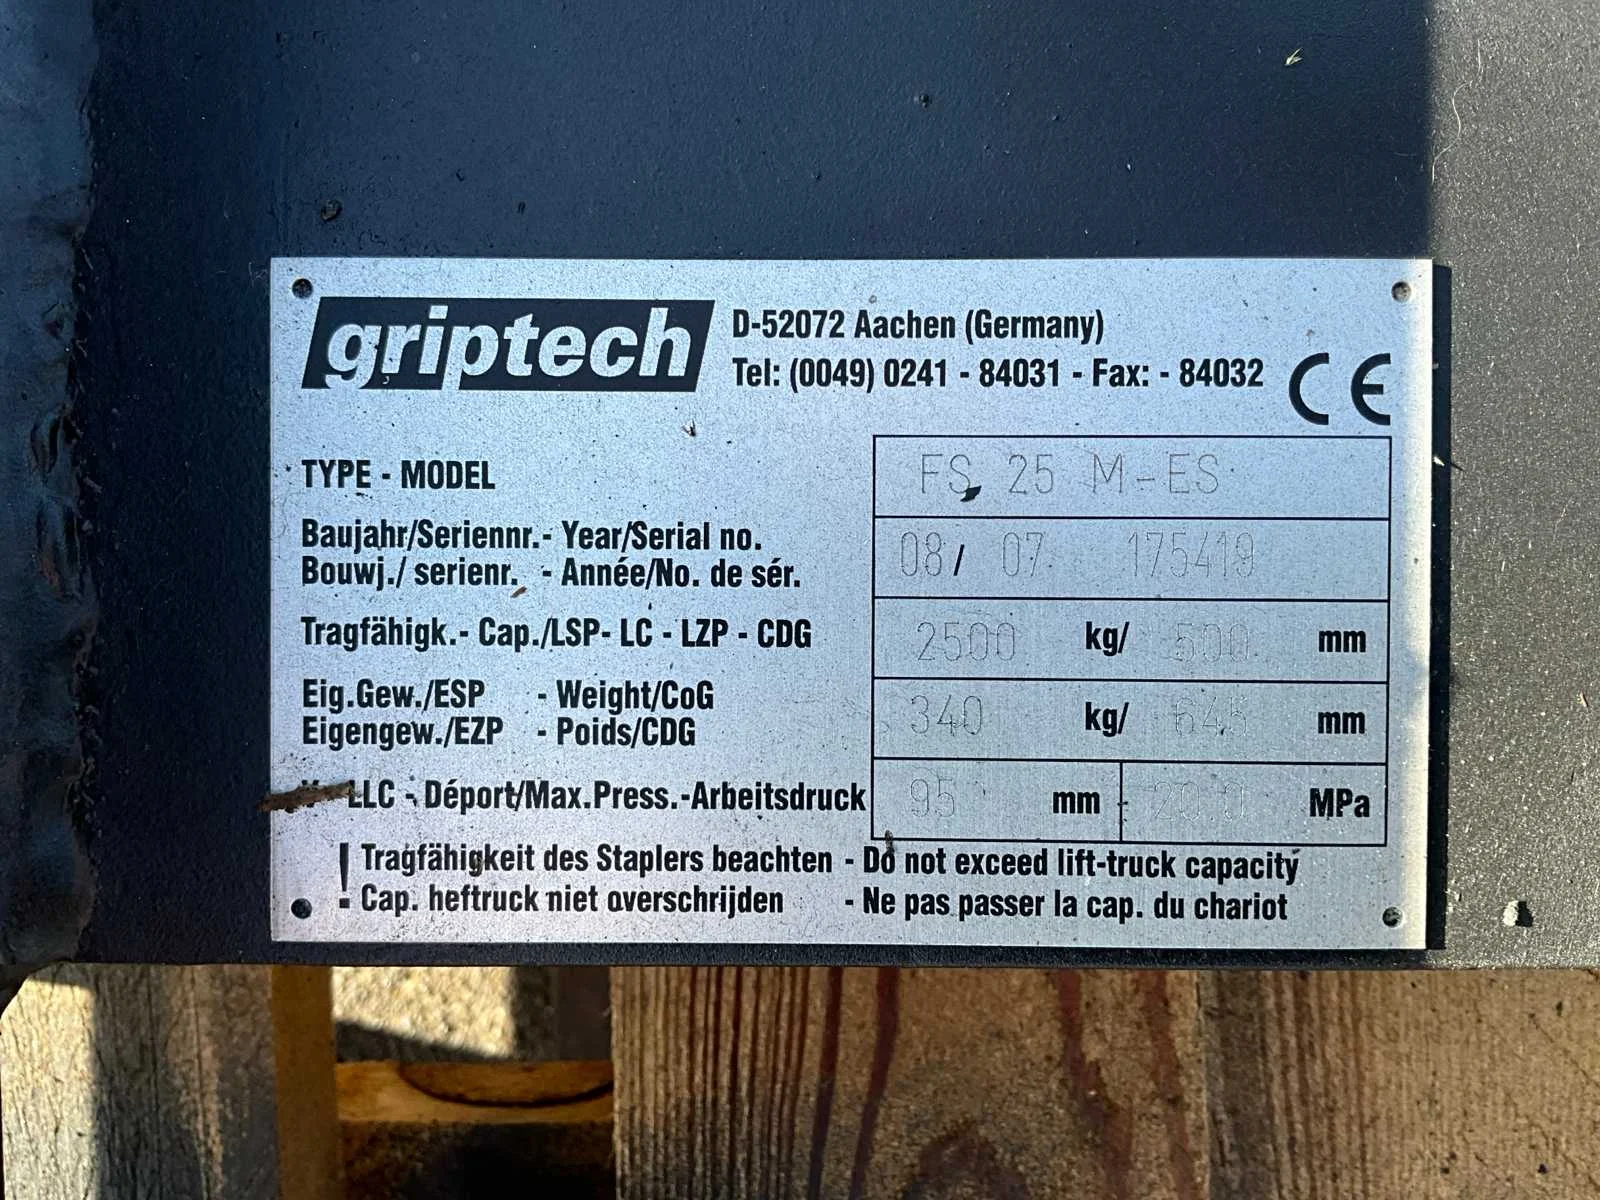 griptech
D-52072 Aachen (Germany)
Tel: (0049) 0241 - 84031 - Fax: - 84032
CE
TYPE - MODEL FS 25 M-ES
Baujahr/Seriennr.- Year/Serial no.
Bouwj./ serienr. - Année/No. de sér.
08/ 07 175419
Tragfähigk.- Cap./LSP- LC - LZP - CDG 2500 kg/ 500 mm
Eig.Gew./ESP - Weight/CoG
Eigengew./EZP - Poids/CDG
340 kg/ 645 mm
LLC - Déport/Max.Press.-Arbeitsdruck 95 mm 20.0 MPa
! Tragfähigkeit des Staplers beachten - Do not exceed lift-truck capacity
Cap. heftruck niet overschrijden - Ne pas passer la cap. du chariot